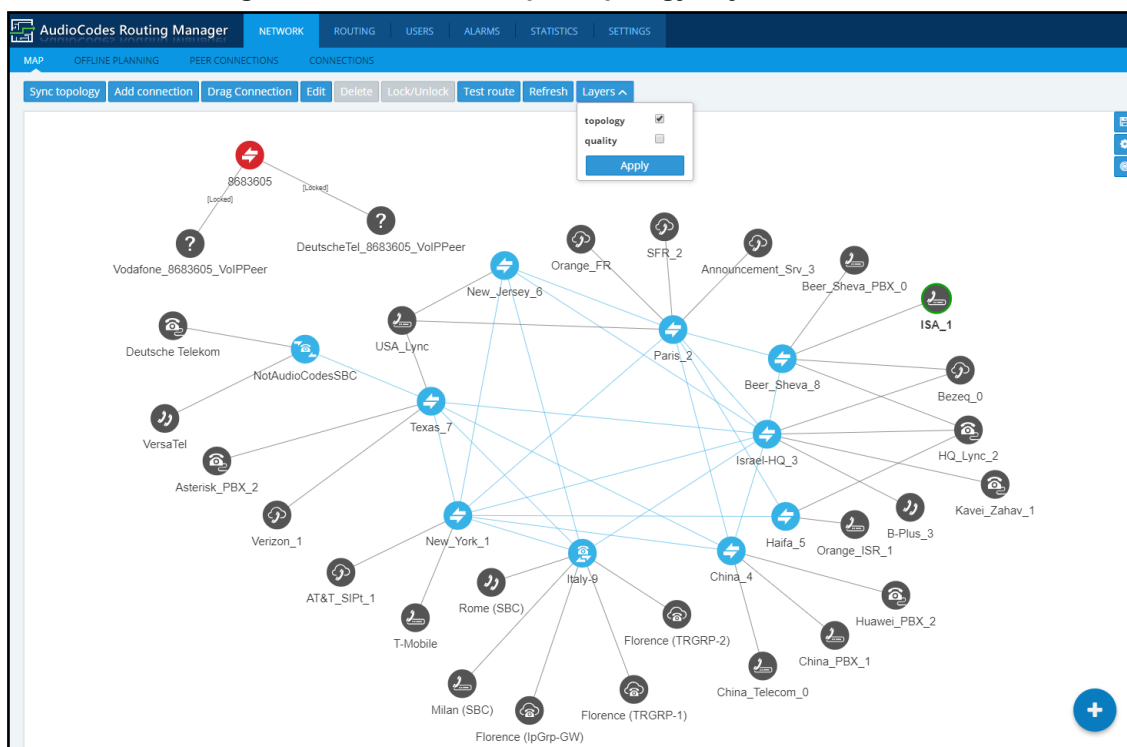 AudioCodes Routing Manager
NETWORK
ROUTING
USERS
ALARMS
STATISTICS
SETTINGS
MAP
OFFLINE PLANNING
PEER CONNECTIONS
CONNECTIONS
Sync topology
Add connection
Drag Connection
Edit
Delete
Lock/Unlock
Test route
Refresh
Layers
topology
quality
Apply
8683605
[Locked]
[Locked]
DeutscheTel_8683605_VoIPPeer
Vodafone_8683605_VoIPPeer
Orange_FR
SFR_2
Announcement_Srv_3
Beer_Sheva_PBX_0
New_Jersey_6
ISA_1
USA_Lync
Deutsche Telekom
Paris_2
NotAudioCodesSBC
Beer_Sheva_8
Bezeq_0
Texas_7
VersaTel
Israel-HQ_3
HQ_Lync_2
Asterisk_PBX_2
Kavei_Zahav_1
Verizon_1
New_York_1
Haifa_5
B-Plus_3
Orange_ISR_1
Italy-9
China_4
AT&T_SIPt_1
Rome (SBC)
Huawei_PBX_2
T-Mobile
Florence (TRGRP-2)
China_PBX_1
China_Telecom_0
Milan (SBC)
Florence (TRGRP-1)
Florence (IpGrp-GW)